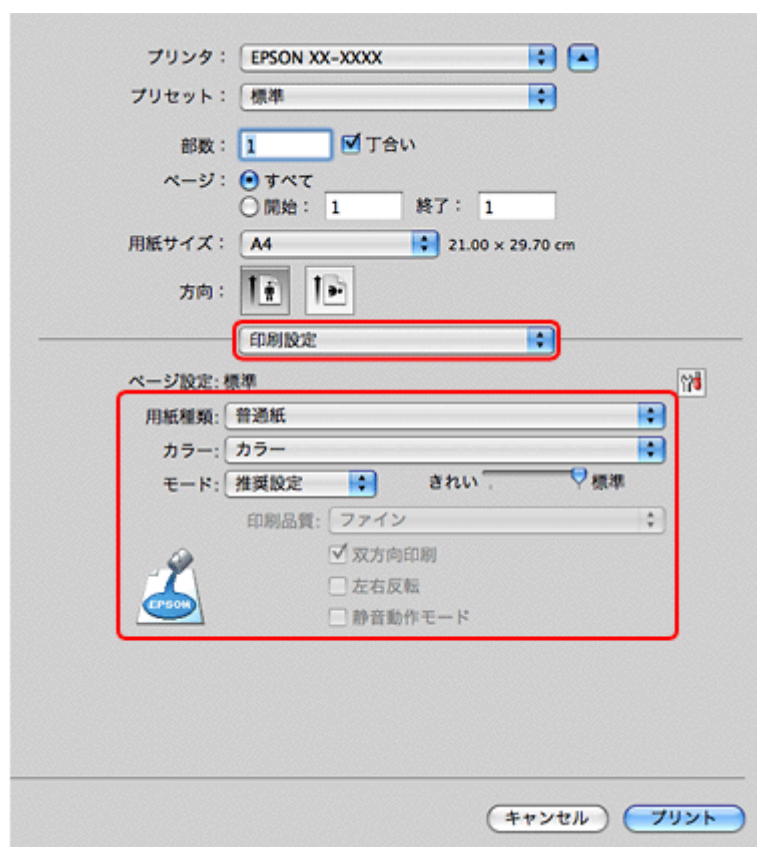 プリンタ： EPSON XX-XXXX
プリセット： 標準
部数： 1 丁合い
ページ： すべて
開始： 1 終了： 1
用紙サイズ： A4 21.00 × 29.70 cm
方向：
印刷設定
ページ設定: 標準
用紙種類: 普通紙
カラー: カラー
モード: 推奨設定 きれい 標準
印刷品質: ファイン
双方向印刷
左右反転
EPSON
静音動作モード
キャンセル プリント